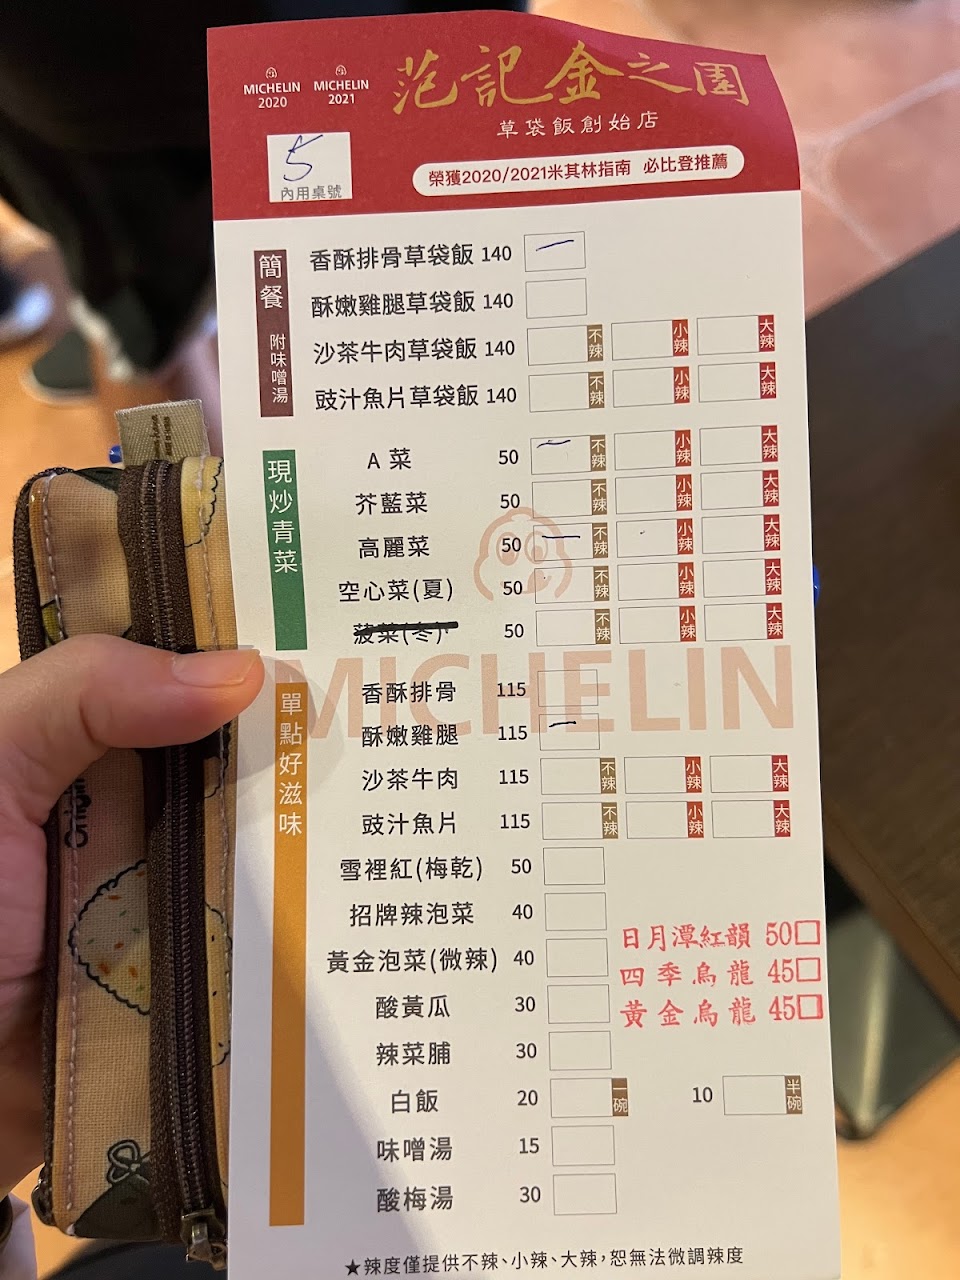 MICHELIN 2020
MICHELIN 2021
范記金之園
草袋飯創始店
5
內用桌號
榮獲2020/2021米其林指南 必比登推薦
簡餐 附味噌湯
香酥排骨草袋飯 140 一
酥嫩雞腿草袋飯 140
沙茶牛肉草袋飯 140 不辣 小辣 大辣
豉汁魚片草袋飯 140 不辣 小辣 大辣
現炒青菜
A 菜 50 一 不辣 小辣 大辣
芥藍菜 50 不辣 小辣 大辣
高麗菜 50 一 不辣 小辣 大辣
空心菜(夏) 50 不辣 小辣 大辣
菠菜(冬) 50 不辣 小辣 大辣
MICHELIN
單點好滋味
香酥排骨 115
酥嫩雞腿 115 一
沙茶牛肉 115 不辣 小辣 大辣
豉汁魚片 115 不辣 小辣 大辣
雪裡紅(梅乾) 50
招牌辣泡菜 40
黃金泡菜(微辣) 40
酸黃瓜 30
辣菜脯 30
白飯 20 一碗 10 半碗
味噌湯 15
酸梅湯 30
日月潭紅韻 50
四季烏龍 45
黃金烏龍 45
★辣度僅提供不辣、小辣、大辣，恕無法微調辣度